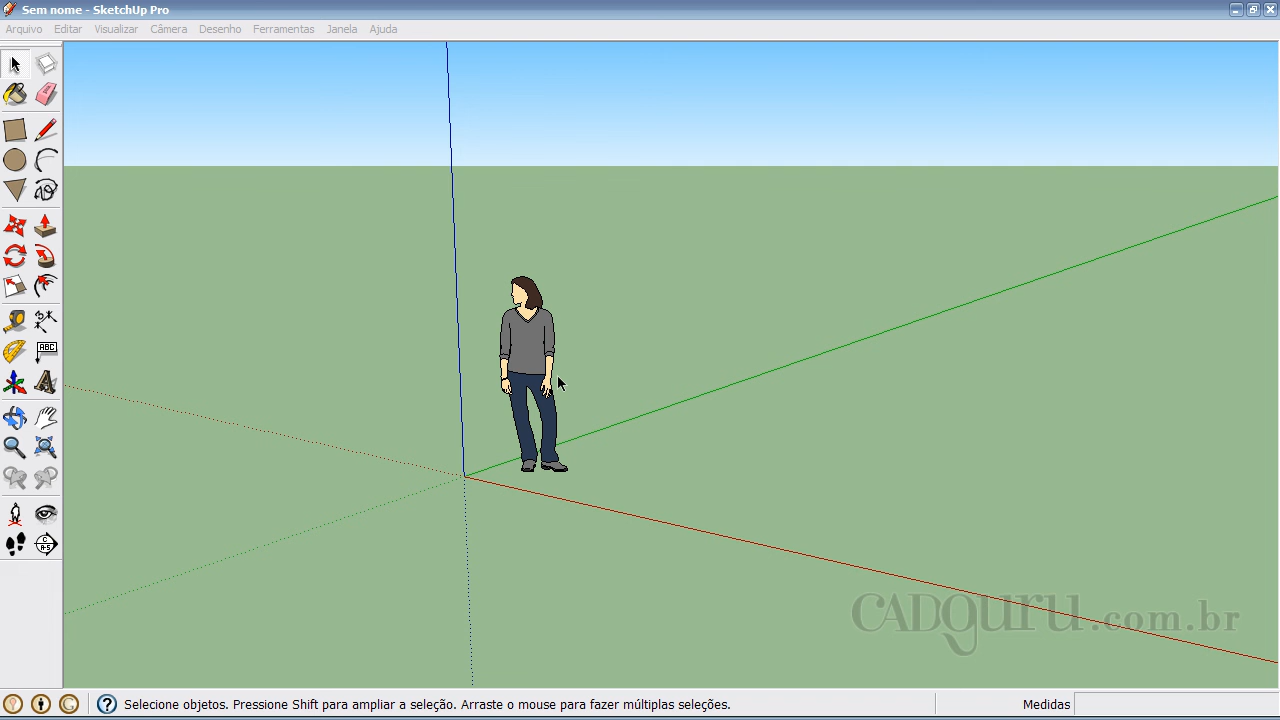 Sem nome - SketchUp Pro
Arquivo Editar Visualizar Câmera Desenho Ferramentas Janela Ajuda
ABC
CADguru.com.br
Selecione objetos. Pressione Shift para ampliar a seleção. Arraste o mouse para fazer múltiplas seleções.
Medidas